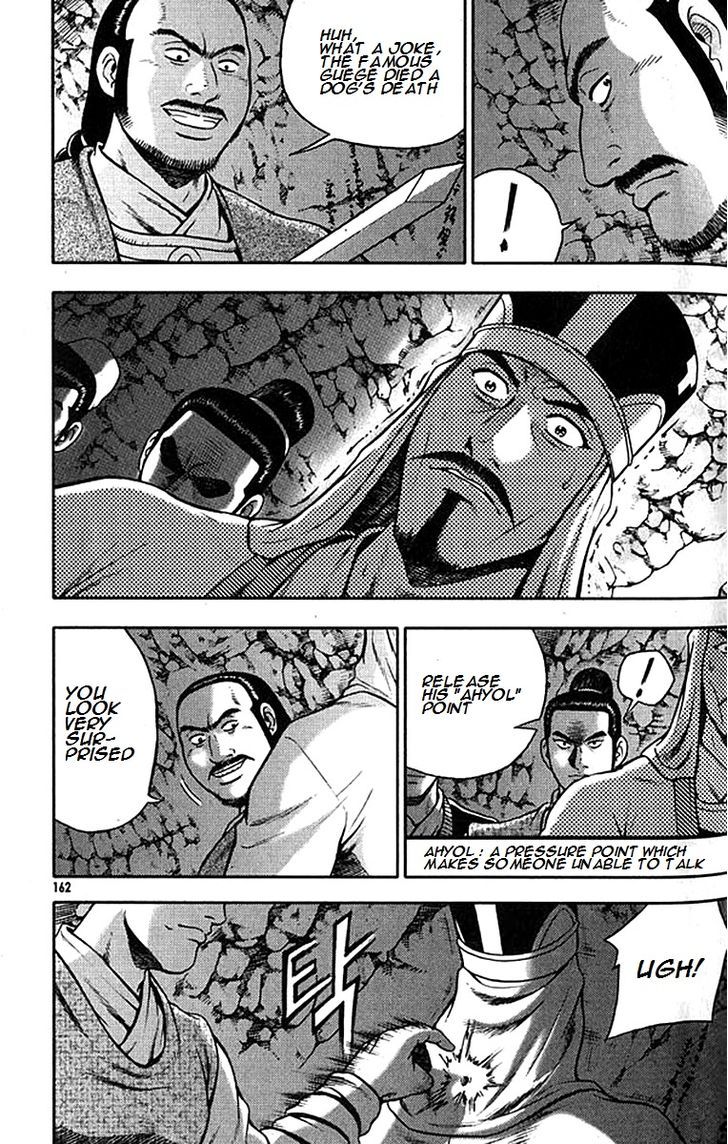 HUH,
WHAT A JOKE,
THE FAMOUS
GUEGE DIED A
DOG'S DEATH
!
YOU
LOOK
VERY
SUR-
PRISED
RELEASE
HIS "AHYOL"
POINT
!
AHYOL : A PRESSURE POINT WHICH
MAKES SOMEONE UNABLE TO TALK
162
탁
UGH!